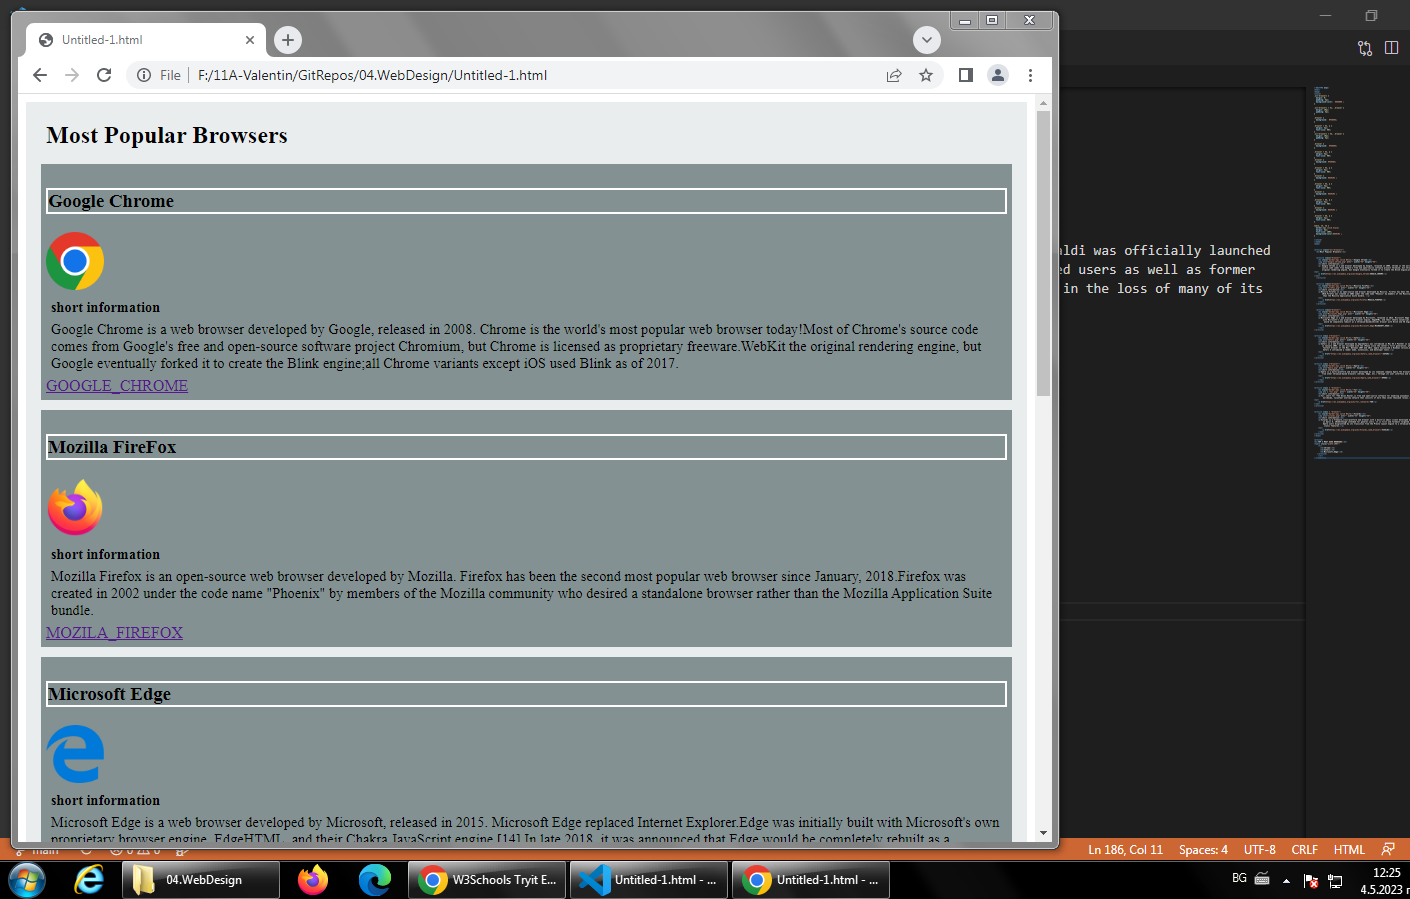 Untitled-1.html
File
F:/11A-Valentin/GitRepos/04.WebDesign/Untitled-1.html
Most Popular Browsers
Google Chrome
short information
Google Chrome is a web browser developed by Google, released in 2008. Chrome is the world's most popular web browser today!Most of Chrome's source code
comes from Google's free and open-source software project Chromium, but Chrome is licensed as proprietary freeware.WebKit the original rendering engine, but
Google eventually forked it to create the Blink engine;all Chrome variants except iOS used Blink as of 2017.
GOOGLE_CHROME
Mozilla FireFox
short information
Mozilla Firefox is an open-source web browser developed by Mozilla. Firefox has been the second most popular web browser since January, 2018.Firefox was
created in 2002 under the code name "Phoenix" by members of the Mozilla community who desired a standalone browser rather than the Mozilla Application Suite
bundle.
MOZILA_FIREFOX
Microsoft Edge
short information
Microsoft Edge is a web browser developed by Microsoft, released in 2015. Microsoft Edge replaced Internet Explorer.Edge was initially built with Microsoft's own
proprietary browser engine, EdgeHTML, and their Chakra JavaScript engine.[14] In late 2018, it was announced that Edge would be completely rebuilt as a
was officially launched
users as well as former
in the loss of many of its
main
Ln 186, Col 11
Spaces: 4
UTF-8
CRLF
HTML
04.WebDesign
W3Schools Tryit E...
Untitled-1.html - ...
Untitled-1.html - ...
BG
12:25
4.5.2023 г